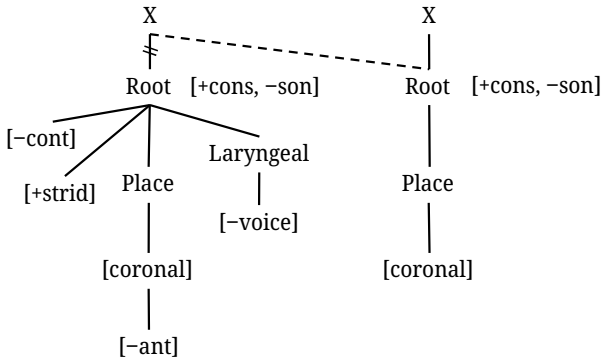 X X
Root [+cons, −son] Root [+cons, −son]
[−cont]
Laryngeal
[+strid] Place Place
[−voice]
[coronal] [coronal]
[−ant]